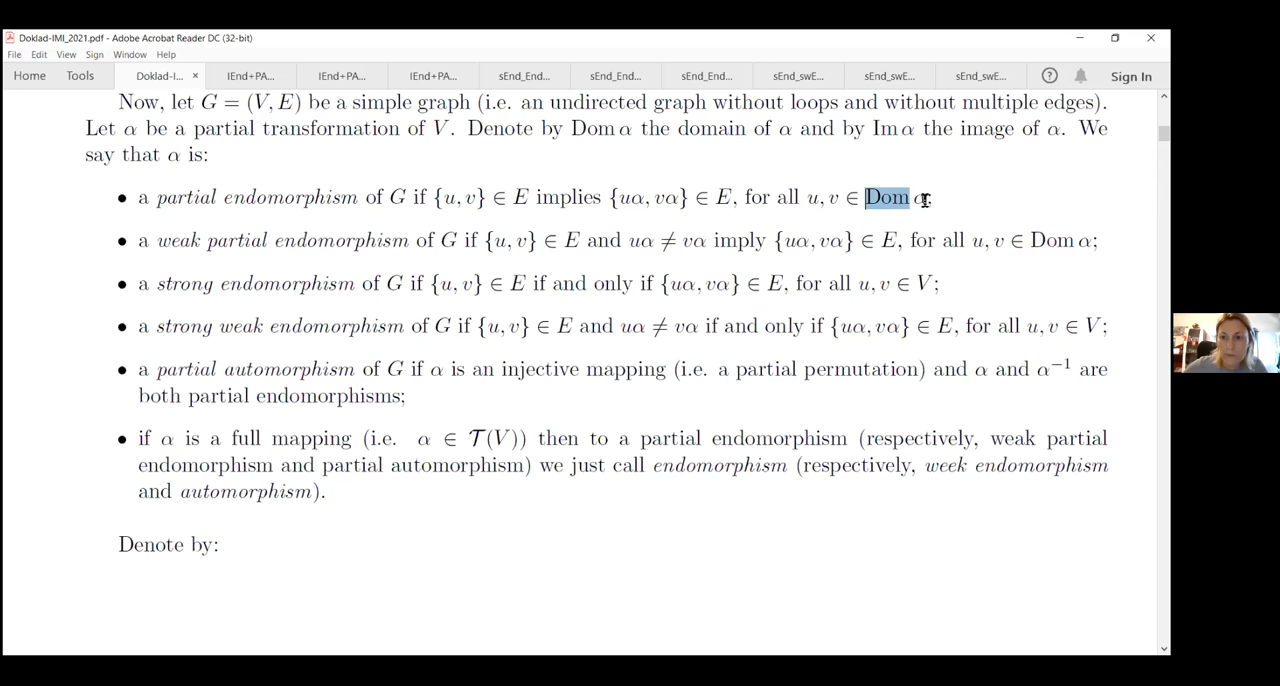 Doklad-IMI_2021.pdf - Adobe Acrobat Reader DC (32-bit)
File Edit View Sign Window Help
Home Tools Doklad-I... × IEnd+PA... IEnd+PA... IEnd+PA... sEnd_End... sEnd_End... sEnd_End... sEnd_swE... sEnd_swE... sEnd_swE... Sign In
Now, let G = (V, E) be a simple graph (i.e. an undirected graph without loops and without multiple edges).
Let α be a partial transformation of V. Denote by Dom α the domain of α and by Im α the image of α. We
say that α is:
• a partial endomorphism of G if {u, v} ∈ E implies {uα, vα} ∈ E, for all u, v ∈ Dom α
• a weak partial endomorphism of G if {u, v} ∈ E and uα ≠ vα imply {uα, vα} ∈ E, for all u, v ∈ Dom α;
• a strong endomorphism of G if {u, v} ∈ E if and only if {uα, vα} ∈ E, for all u, v ∈ V;
• a strong weak endomorphism of G if {u, v} ∈ E and uα ≠ vα if and only if {uα, vα} ∈ E, for all u, v ∈ V;
• a partial automorphism of G if α is an injective mapping (i.e. a partial permutation) and α and α⁻¹ are
both partial endomorphisms;
• if α is a full mapping (i.e. α ∈ 𝒯(V)) then to a partial endomorphism (respectively, weak partial
endomorphism and partial automorphism) we just call endomorphism (respectively, week endomorphism
and automorphism).
Denote by: